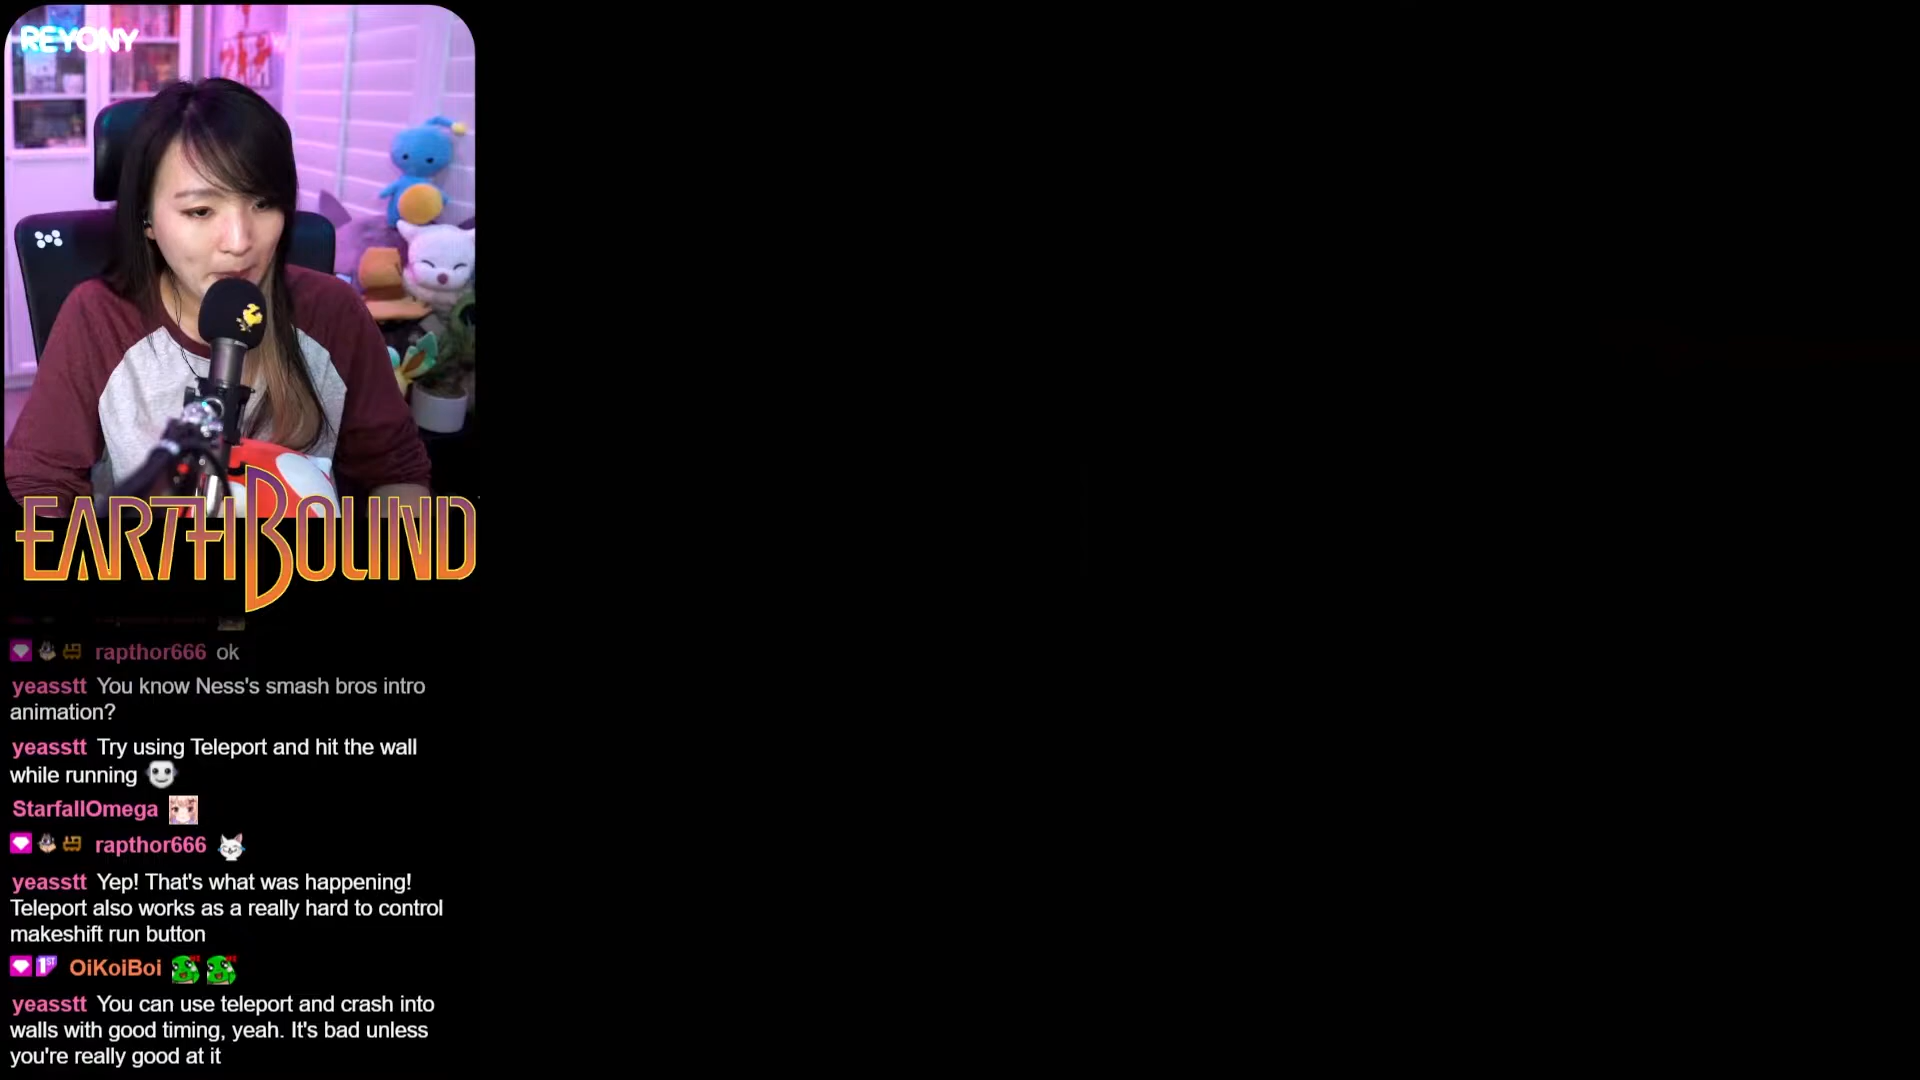 REYONY
EARTHBOUND
rapthor666 ok
yeasstt You know Ness's smash bros intro
animation?
yeasstt Try using Teleport and hit the wall
while running
StarfallOmega
rapthor666
yeasstt Yep! That's what was happening!
Teleport also works as a really hard to control
makeshift run button
1ST OiKoiBoi
yeasstt You can use teleport and crash into
walls with good timing, yeah. It's bad unless
you're really good at it